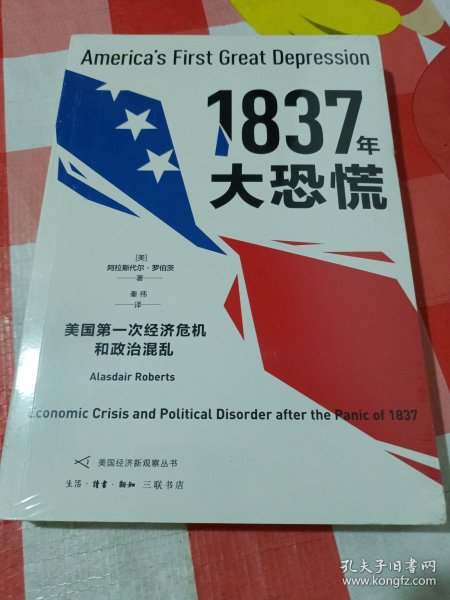 America's First Great Depression
1837年
大恐慌
[美]
阿拉斯代尔·罗伯茨
著
秦 伟
译
美国第一次经济危机
和政治混乱
Alasdair Roberts
Economic Crisis and Political Disorder after the Panic of 1837
美国经济新观察丛书
生活·讀書·新知 三联书店
孔夫子旧书网
www.kongfz.com